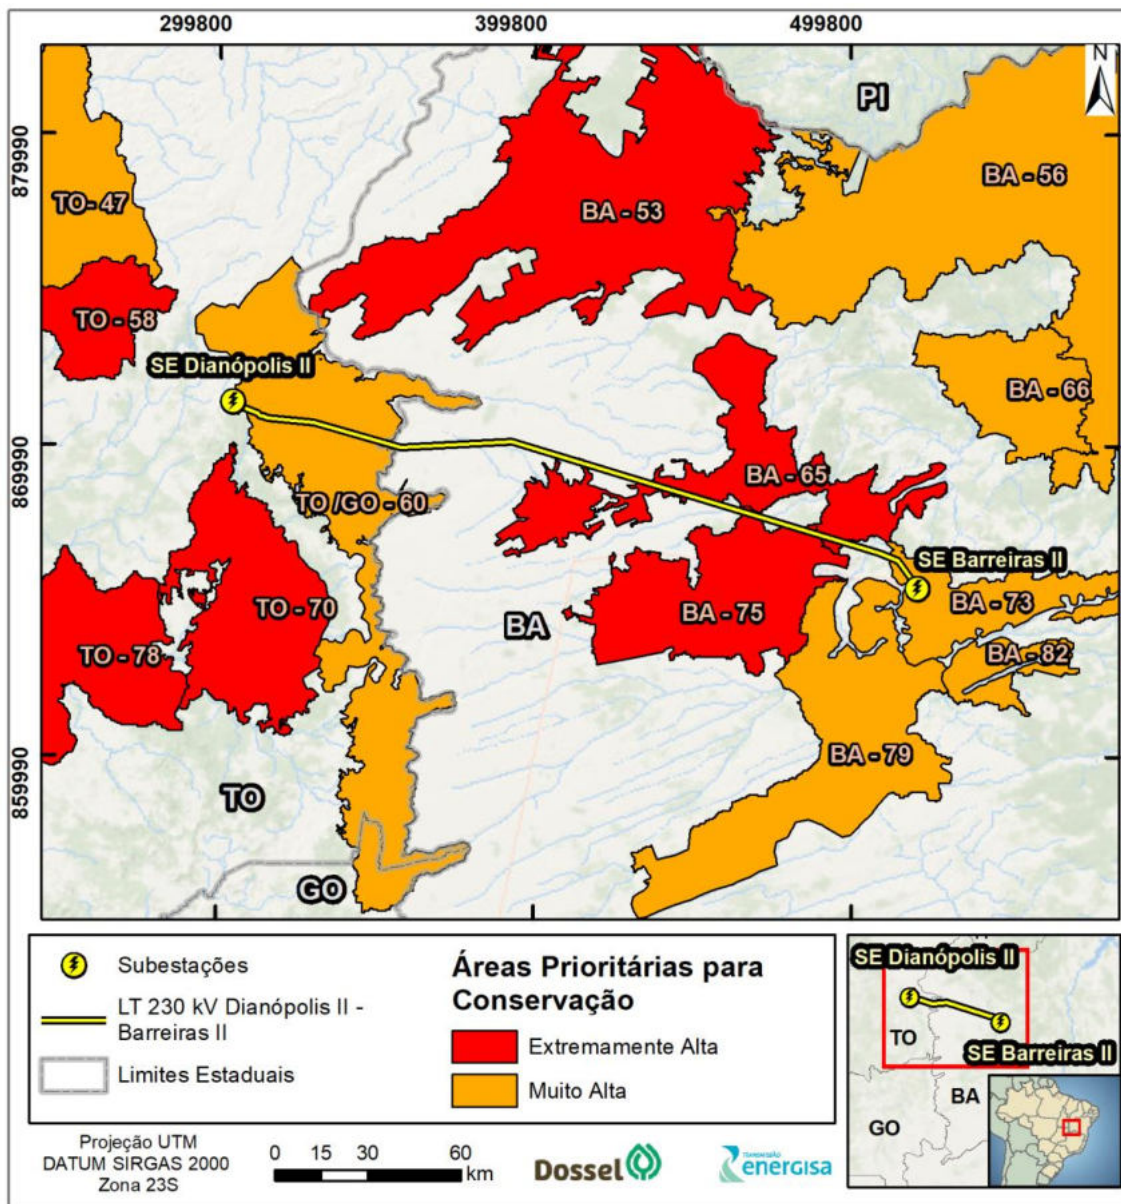 299800 399800 499800
N
PI
8799990
TO - 47
BA - 56
BA - 53
TO - 58
SE Dianópolis II
BA - 66
8699990
BA - 65
TO /GO - 60
SE Barreiras II
TO - 70
BA
BA - 75
BA - 73
TO - 78
BA - 82
8599990
BA - 79
TO
GO
Subestações
LT 230 kV Dianópolis II -
Barreiras II
Limites Estaduais
Áreas Prioritárias para
Conservação
Extremamente Alta
Muito Alta
SE Dianópolis II
TO
SE Barreiras II
BA
GO
Projeção UTM
DATUM SIRGAS 2000
Zona 23S
0 15 30 60
km
Dossel
TRANSMISSÃO
energisa